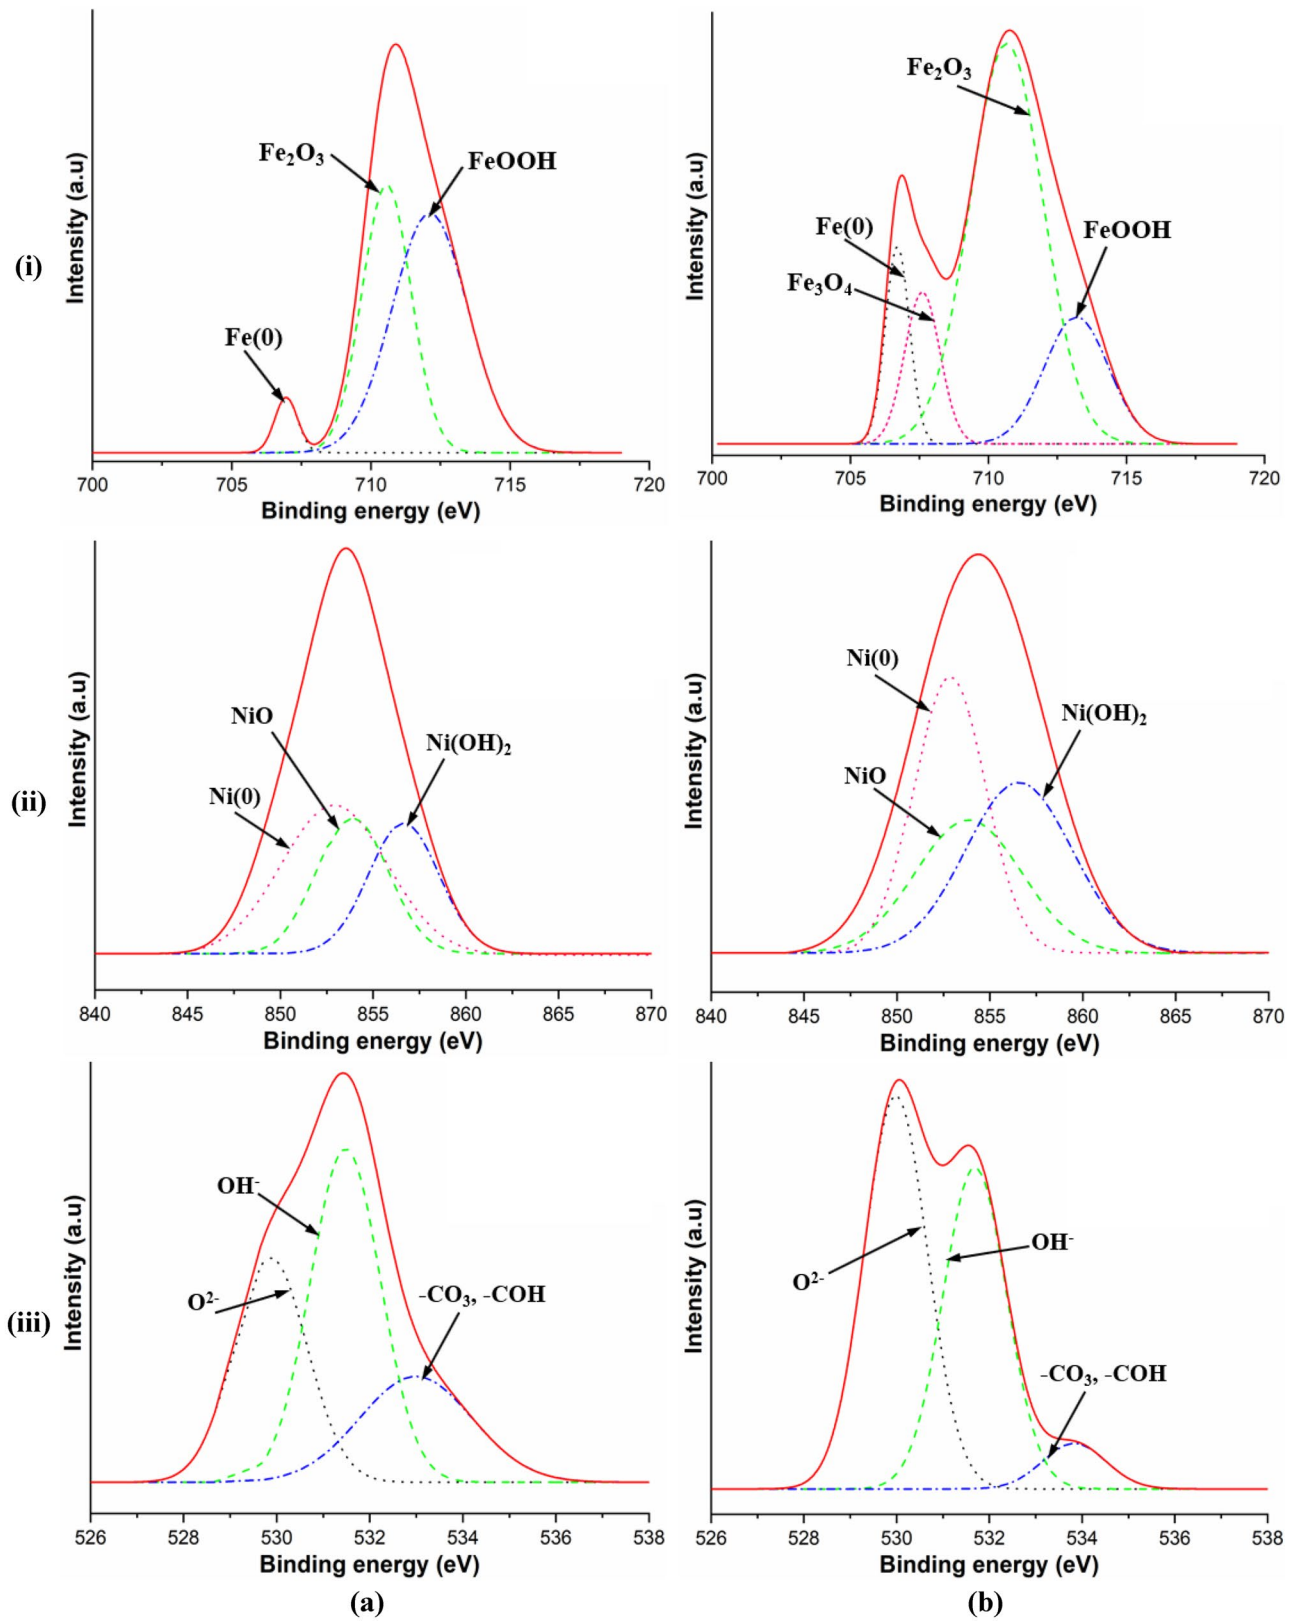 (i)
Intensity (a.u)
Fe₂O₃
FeOOH
Fe(0)
700 705 710 715 720
Binding energy (eV)
Intensity (a.u)
Fe₂O₃
Fe(0)
Fe₃O₄
FeOOH
700 705 710 715 720
Binding energy (eV)
(ii)
Intensity (a.u)
NiO
Ni(OH)₂
Ni(0)
840 845 850 855 860 865 870
Binding energy (eV)
Intensity (a.u)
Ni(0)
Ni(OH)₂
NiO
840 845 850 855 860 865 870
Binding energy (eV)
(iii)
Intensity (a.u)
OH⁻
O²⁻
-CO₃, -COH
526 528 530 532 534 536 538
Binding energy (eV)
(a)
Intensity (a.u)
OH⁻
O²⁻
-CO₃, -COH
526 528 530 532 534 536 538
Binding energy (eV)
(b)